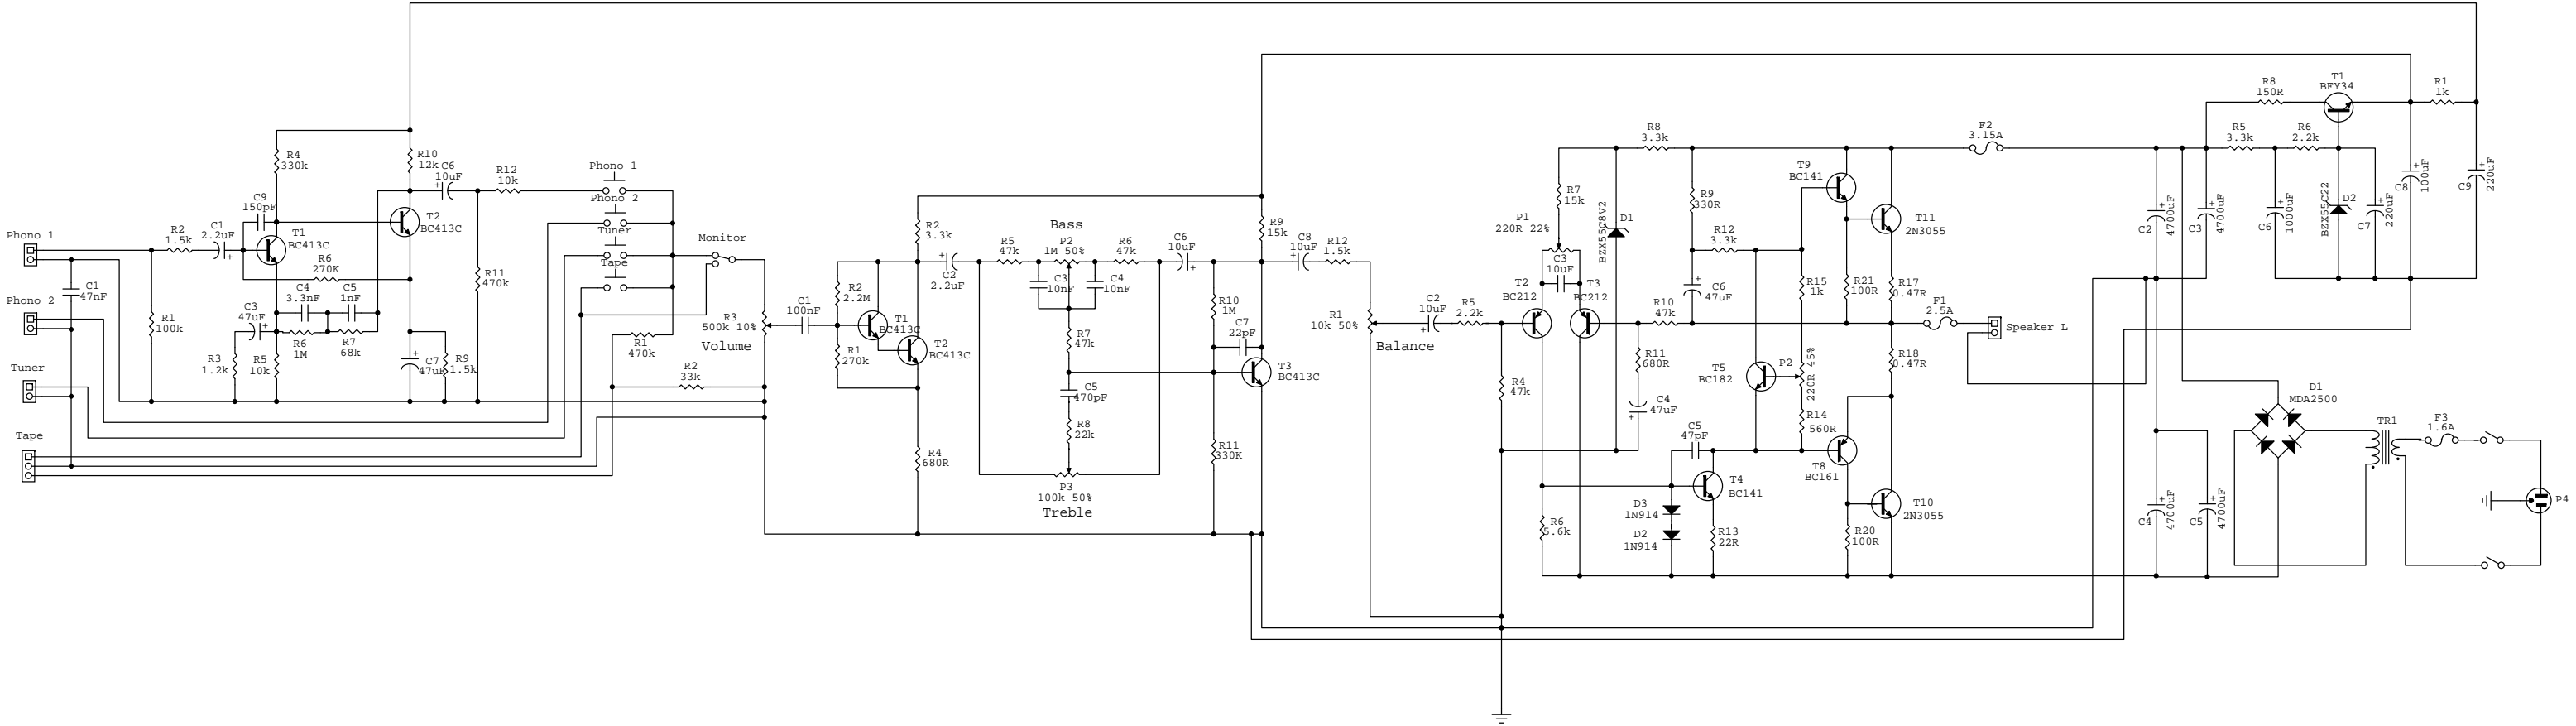 Phono 1
C1
47nF
Phono 2
Tuner
Tape
R1
100k
R2
1.5k
C1
2.2uF
+
C9
150pF
R4
330k
T1
BC413C
R6
270K
C4
3.3nF
C5
1nF
C3
47uF
+
R3
1.2k
R5
10k
R6
1M
R7
68k
R10
12k
C6
10uF
+
T2
BC413C
C7
47uF
+
R9
1.5k
R11
470k
R12
10k
Phono 1
Phono 2
Tuner
Tape
Monitor
R1
470k
R2
33k
R3
500k 10%
Volume
C1
100nF
R2
2.2M
R1
270k
T1
BC413C
T2
BC413C
R2
3.3k
R4
680R
C2
2.2uF
+
R5
47k
Bass
P2
1M 50%
R6
47k
C3
10nF
C4
10nF
R7
47k
C5
470pF
R8
22k
P3
100k 50%
Treble
C6
10uF
+
R9
15k
R10
1M
C7
22pF
T3
BC413C
R11
330K
C8
10uF
+
R12
1.5k
R1
10k 50%
Balance
C2
10uF
+
R5
2.2k
R4
47k
P1
220R 22%
R7
15k
C3
10uF
T2
BC212
T3
BC212
D1
BZX55C8V2
R8
3.3k
R9
330R
R12
3.3k
C6
47uF
+
R10
47k
R11
680R
C4
47uF
+
R6
5.6k
D3
1N914
D2
1N914
C5
47pF
T4
BC141
R13
22R
T5
BC182
P2
220R 45%
R15
1k
R14
560R
T9
BC141
T11
2N3055
R21
100R
R17
0.47R
R18
0.47R
T8
BC161
T10
2N3055
R20
100R
F2
3.15A
F1
2.5A
Speaker L
C2
4700uF
+
C3
4700uF
+
C4
4700uF
+
C5
4700uF
+
R8
150R
T1
BFY34
R5
3.3k
R6
2.2k
R1
1k
C6
1000uF
+
BZX55C22
D2
C7
220uF
+
C8
100uF
+
C9
220uF
+
D1
MDA2500
TR1
F3
1.6A
P4